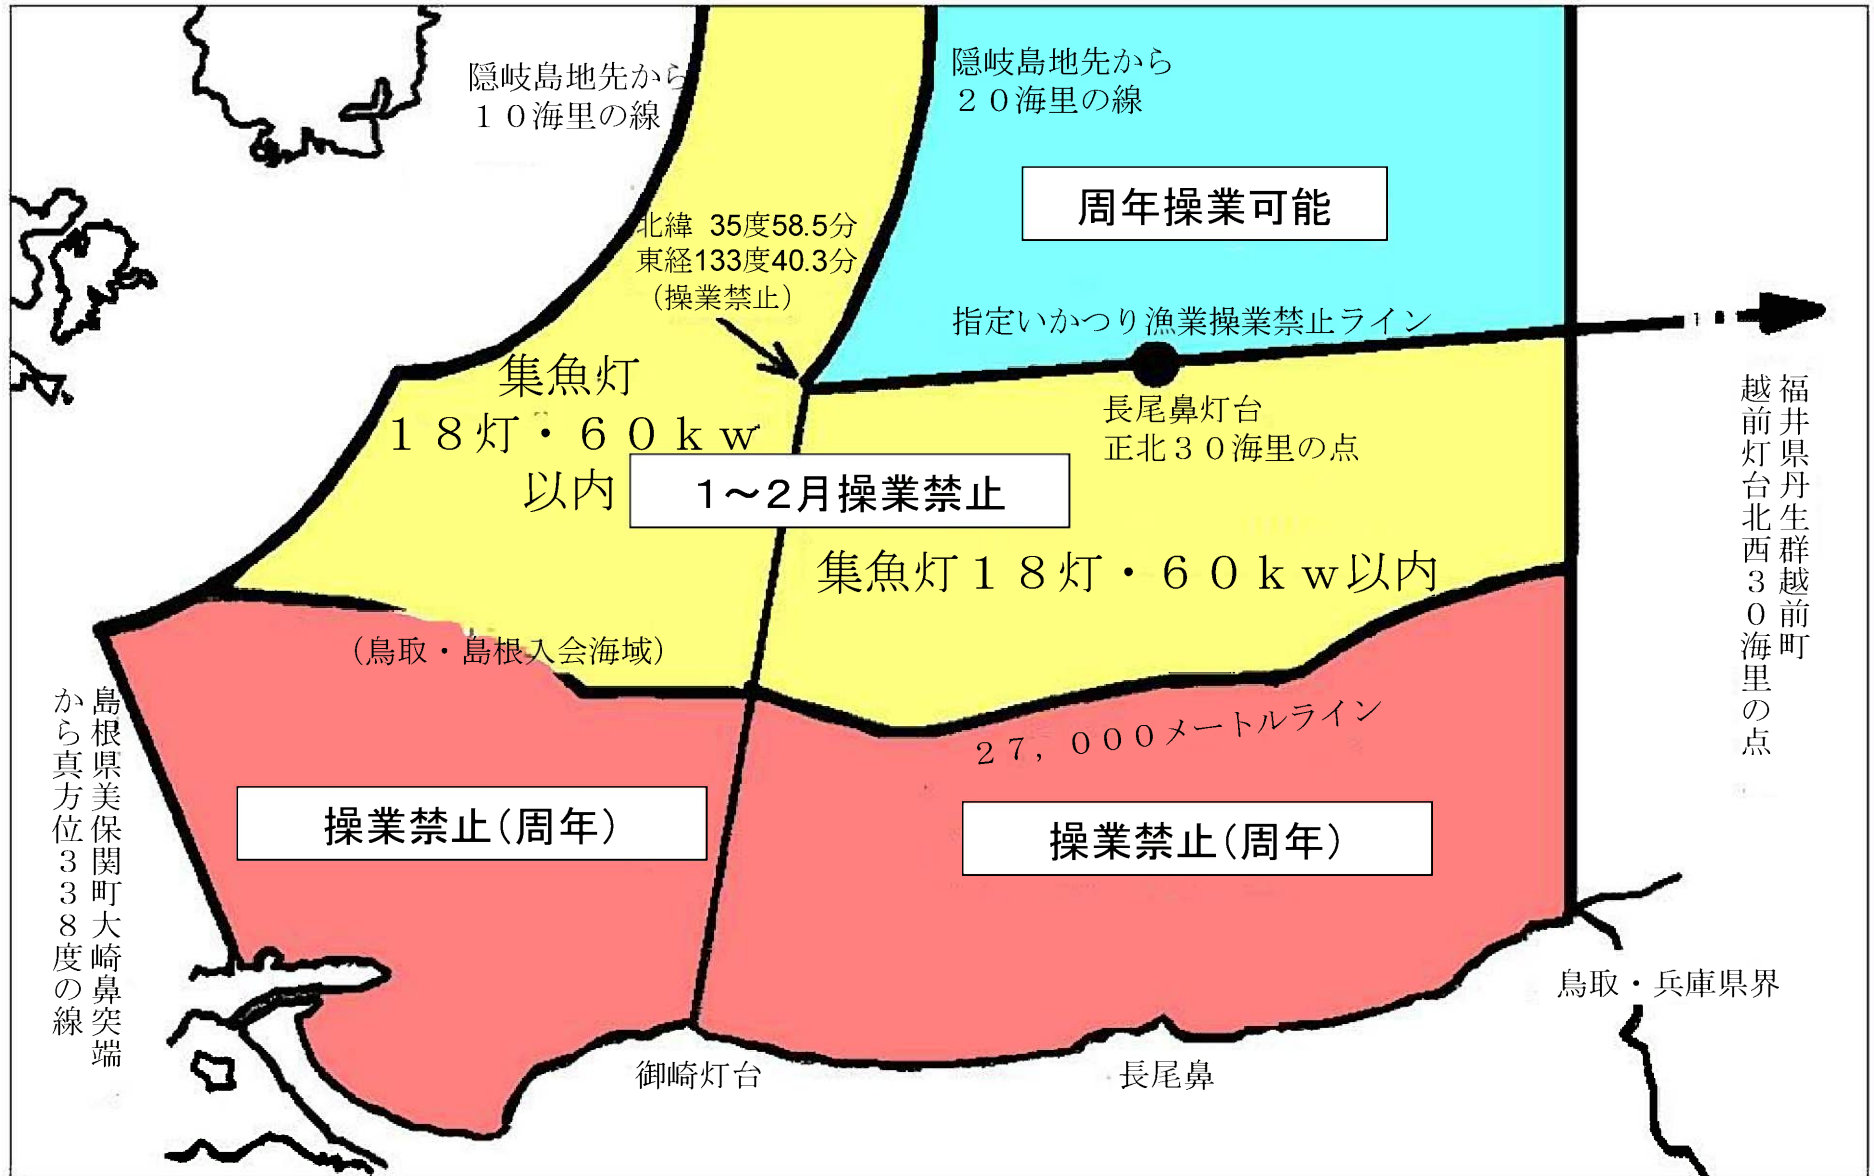 隠岐島地先から
１０海里の線
隠岐島地先から
２０海里の線
周年操業可能
北緯 35度58.5分
東経133度40.3分
（操業禁止）
指定いかつり漁業操業禁止ライン
集魚灯
１８灯・６０ｋｗ
以内
長尾鼻灯台
正北３０海里の点
１～２月操業禁止
集魚灯１８灯・６０ｋｗ以内
福井県丹生群越前町
越前灯台北西３０海里の点
（鳥取・島根入会海域）
２７，０００メートルライン
島根県美保関町大崎鼻突端
から真方位３３８度の線
操業禁止（周年）
操業禁止（周年）
鳥取・兵庫県界
御崎灯台
長尾鼻